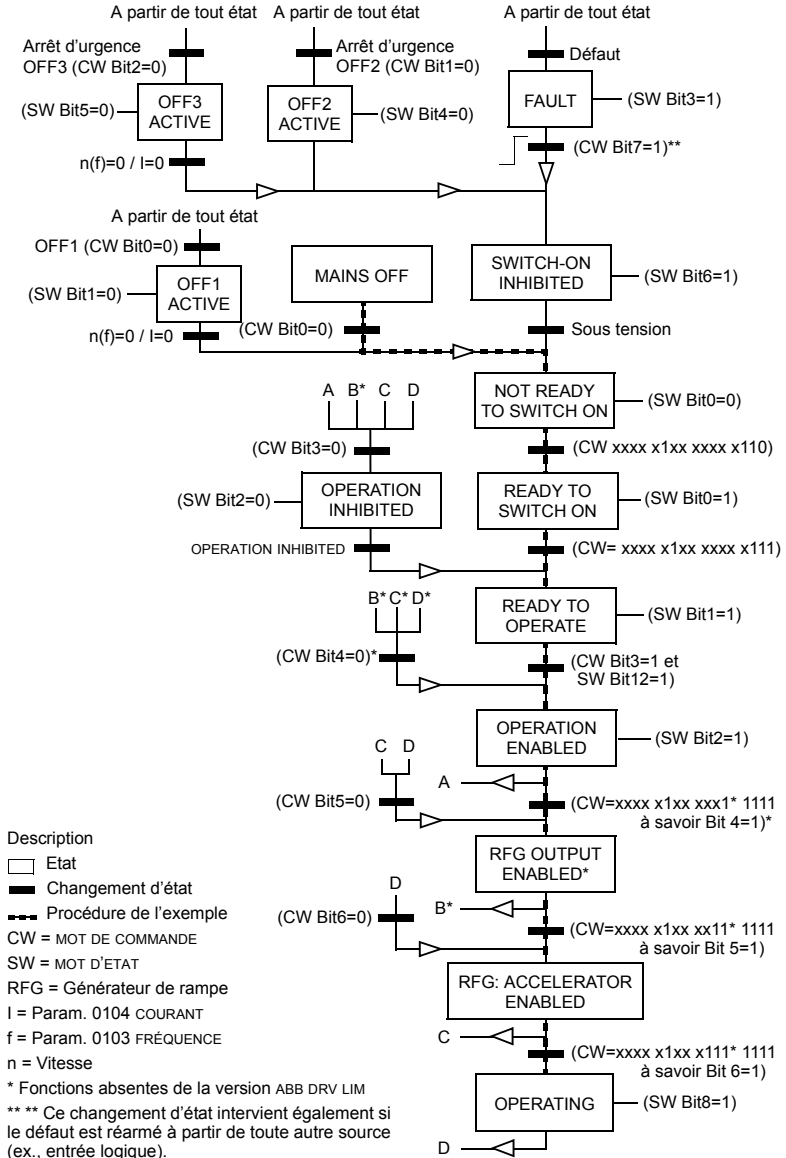 A partir de tout état
A partir de tout état
A partir de tout état
Arrêt d'urgence
OFF3 (CW Bit2=0)
Arrêt d'urgence
OFF2 (CW Bit1=0)
Défaut
(SW Bit5=0)
OFF3
ACTIVE
OFF2
ACTIVE
(SW Bit4=0)
FAULT
(SW Bit3=1)
n(f)=0 / I=0
(CW Bit7=1)**
A partir de tout état
OFF1 (CW Bit0=0)
(SW Bit1=0)
OFF1
ACTIVE
MAINS OFF
SWITCH-ON
INHIBITED
(SW Bit6=1)
n(f)=0 / I=0
(CW Bit0=0)
Sous tension
A B* C D
NOT READY
TO SWITCH ON
(SW Bit0=0)
(CW Bit3=0)
(CW xxxx x1xx xxxx x110)
(SW Bit2=0)
OPERATION
INHIBITED
READY TO
SWITCH ON
(SW Bit0=1)
OPERATION INHIBITED
(CW= xxxx x1xx xxxx x111)
B* C* D*
READY TO
OPERATE
(SW Bit1=1)
(CW Bit4=0)*
(CW Bit3=1 et
SW Bit12=1)
OPERATION
ENABLED
(SW Bit2=1)
C D
A
(CW Bit5=0)
(CW=xxxx x1xx xxx1* 1111
à savoir Bit 4=1)*
RFG OUTPUT
ENABLED*
D
B*
(CW Bit6=0)
(CW=xxxx x1xx xx11* 1111
à savoir Bit 5=1)
RFG: ACCELERATOR
ENABLED
C
(CW=xxxx x1xx x111* 1111
à savoir Bit 6=1)
OPERATING
(SW Bit8=1)
D
Description
Etat
Changement d'état
Procédure de l'exemple
CW = MOT DE COMMANDE
SW = MOT D'ETAT
RFG = Générateur de rampe
I = Param. 0104 COURANT
f = Param. 0103 FRÉQUENCE
n = Vitesse
* Fonctions absentes de la version ABB DRV LIM
** ** Ce changement d'état intervient également si
le défaut est réarmé à partir de toute autre source
(ex., entrée logique).